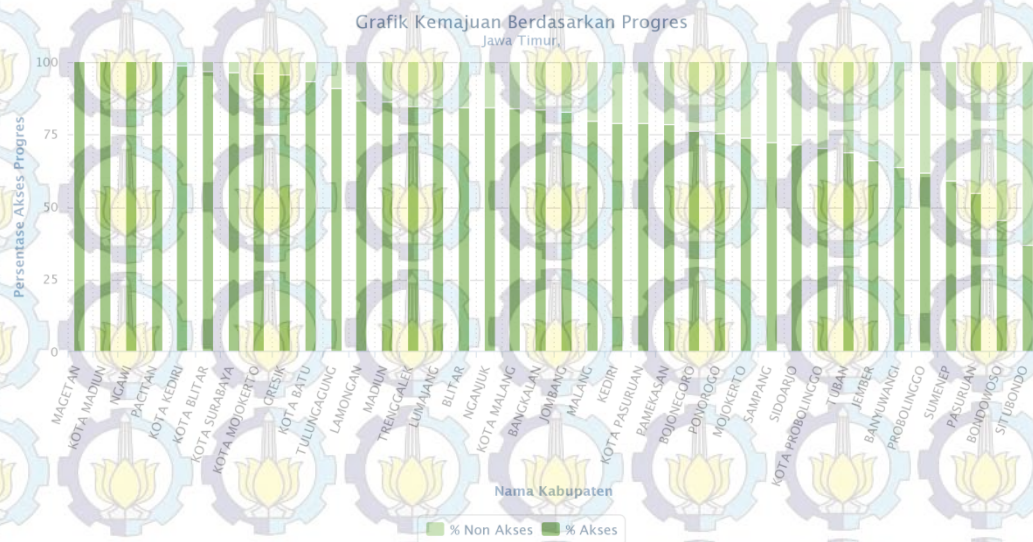 Grafik Kemajuan Berdasarkan Progres
Jawa Timur,
Persentase Akses Progres
100
75
50
25
0
MAGETAN
KOTA MADIUN
NGAWI
PACITAN
KOTA KEDIRI
KOTA BLITAR
KOTA SURABAYA
KOTA MOJOKERTO
GRESIK
KOTA BATU
TULUNGAGUNG
LAMONGAN
MADIUN
TRENGGALEK
LUMAJANG
BLITAR
NGANJUK
KOTA MALANG
BANGKALAN
JOMBANG
MALANG
KEDIRI
KOTA PASURUAN
PAMEKASAN
BOJONEGORO
PONOROGO
MOJOKERTO
SAMPANG
SIDOARJO
KOTA PROBOLINGGO
TUBAN
JEMBER
BANYUWANGI
PROBOLINGGO
SUMENEP
PASURUAN
BONDOWOSO
SITUBONDO
Nama Kabupaten
% Non Akses
% Akses